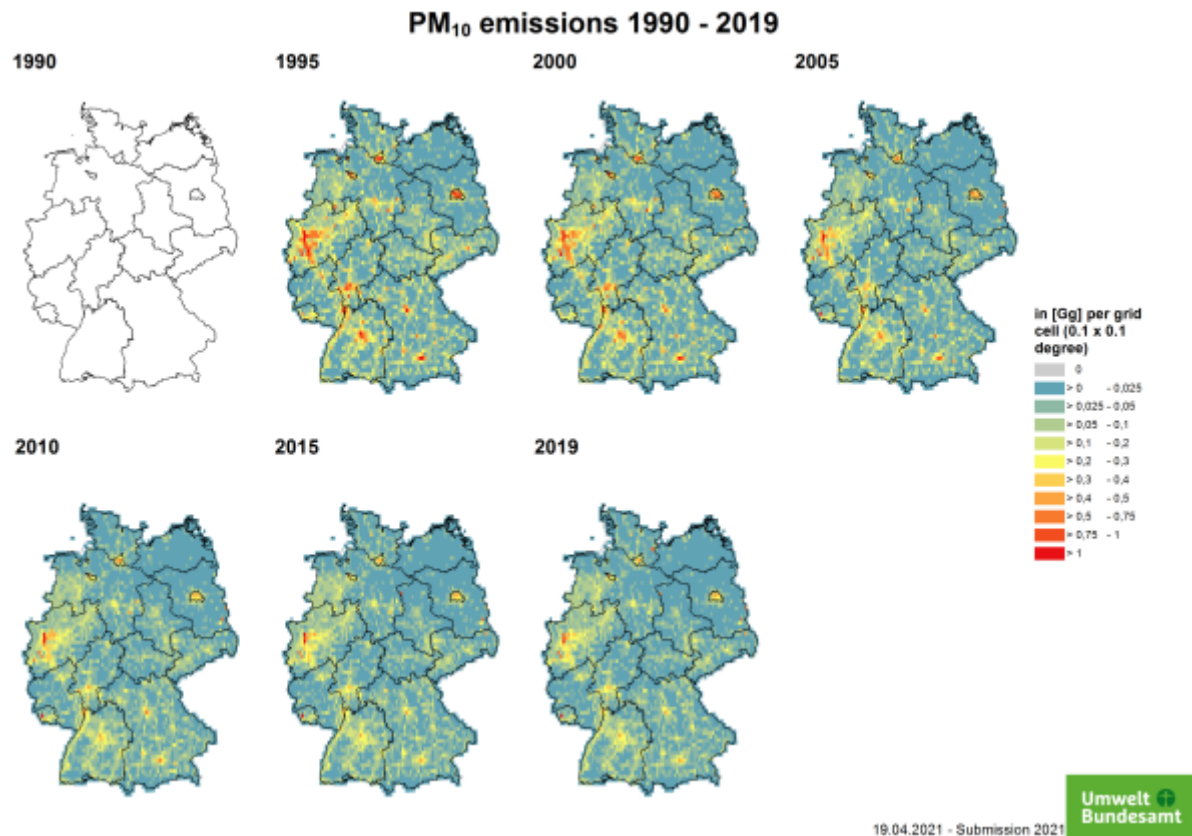 PM₁₀ emissions 1990 - 2019
1990
1995
2000
2005
in [Gg] per grid
cell (0.1 x 0.1
degree)
0
> 0 - 0,025
> 0,025 - 0,05
> 0,05 - 0,1
> 0,1 - 0,2
> 0,2 - 0,3
> 0,3 - 0,4
> 0,4 - 0,5
> 0,5 - 0,75
> 0,75 - 1
> 1
2010
2015
2019
Umwelt
Bundesamt
19.04.2021 - Submission 2021